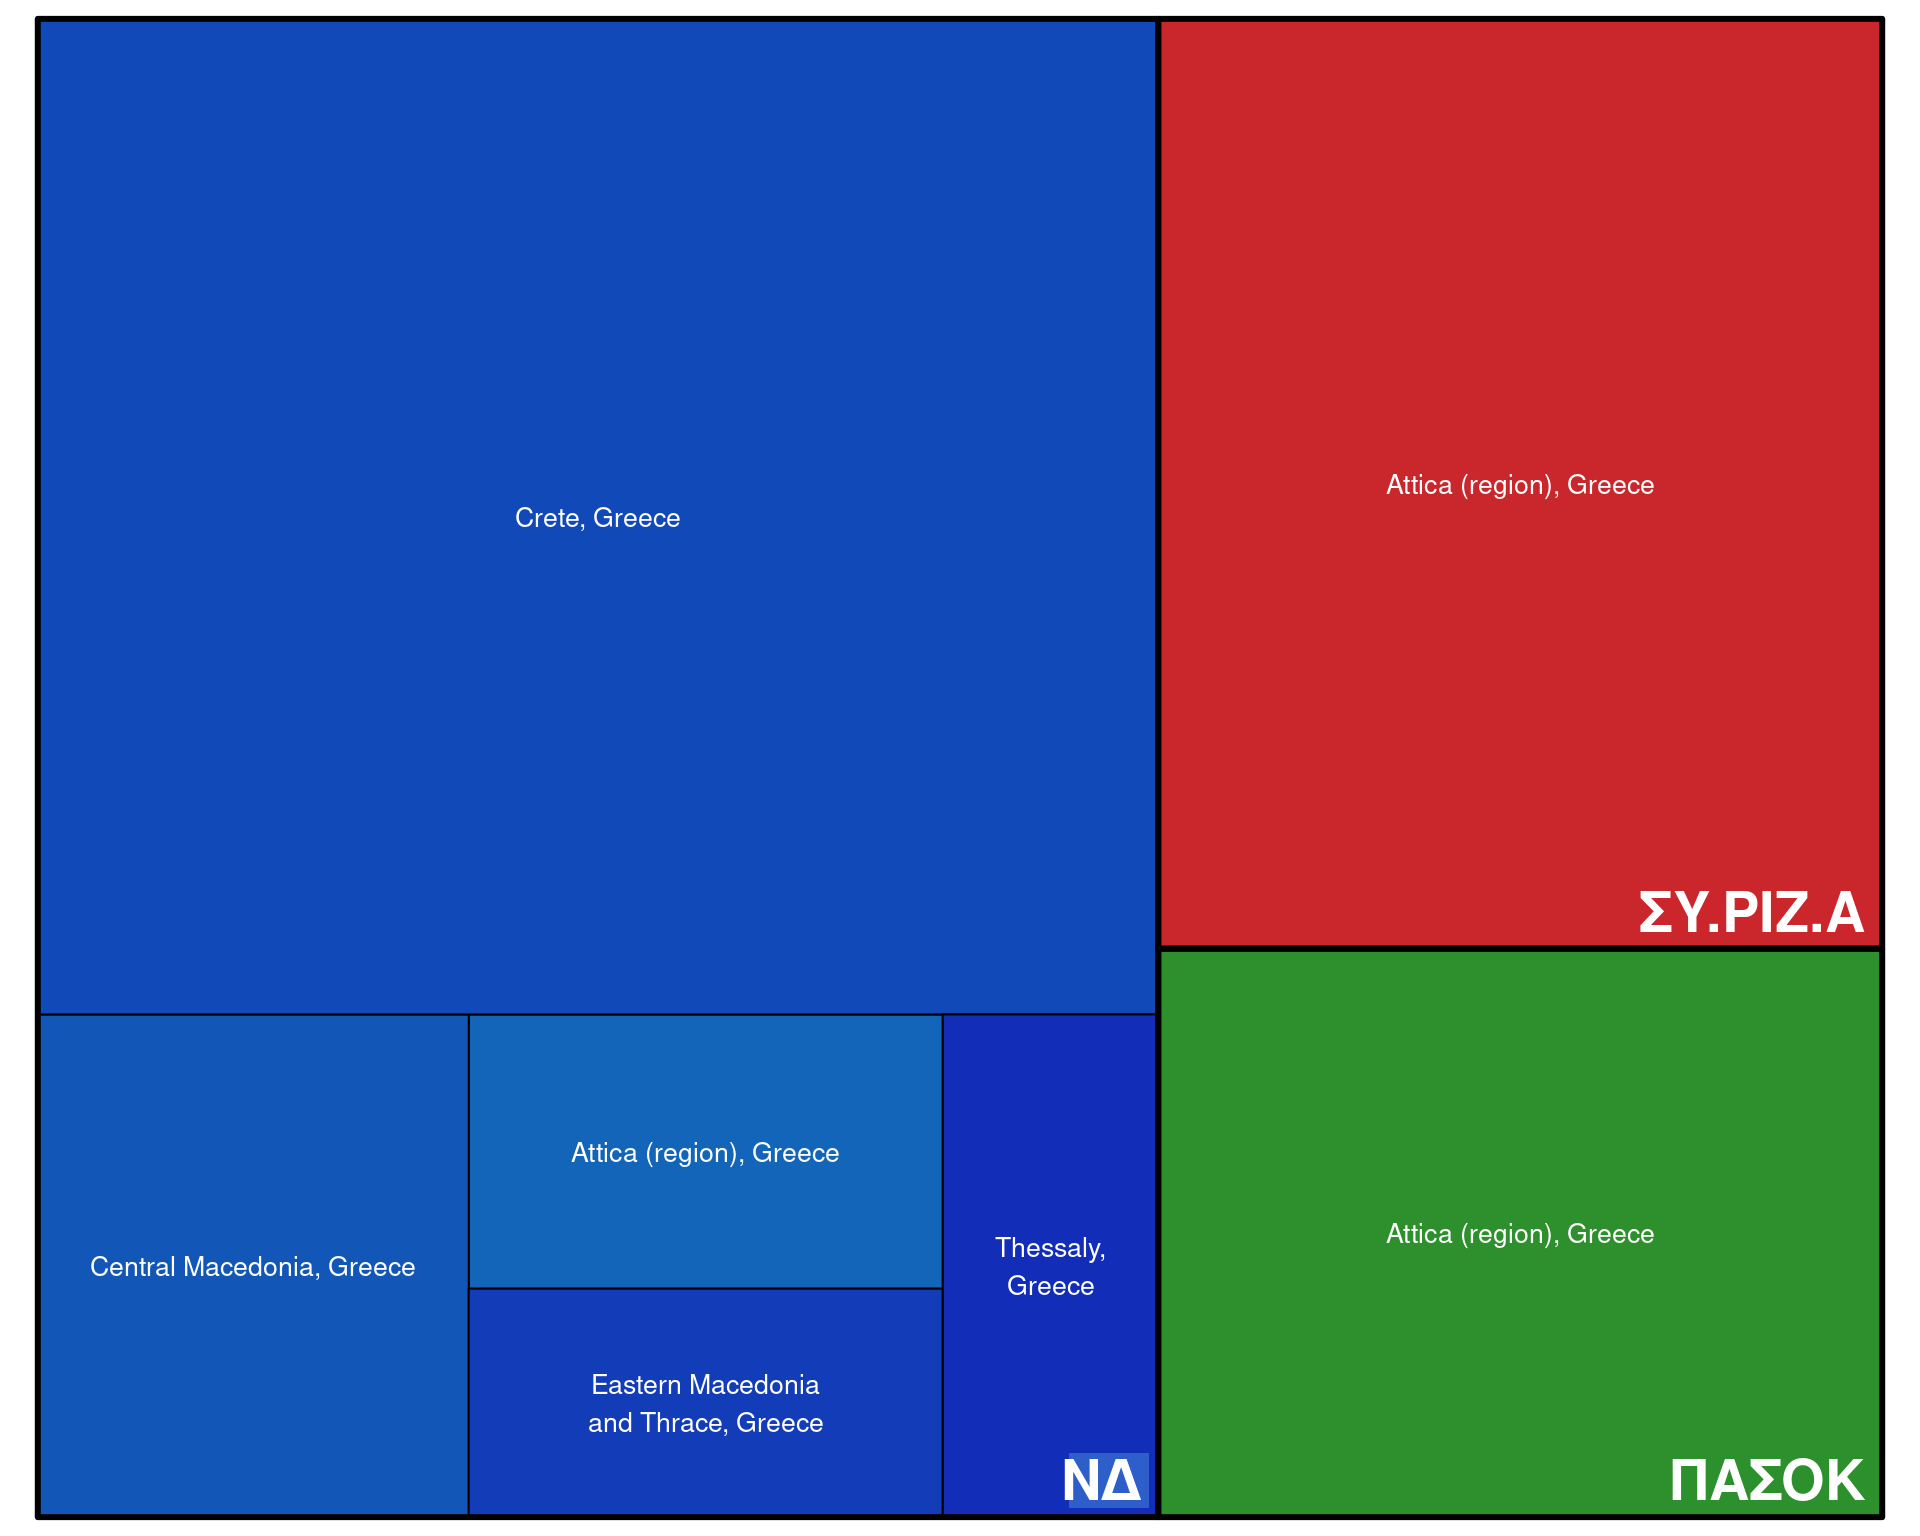 Crete, Greece
Attica (region), Greece
ΣΥ.ΡΙΖ.Α
Central Macedonia, Greece
Attica (region), Greece
Eastern Macedonia
and Thrace, Greece
Thessaly,
Greece
ΝΔ
Attica (region), Greece
ΠΑΣΟΚ